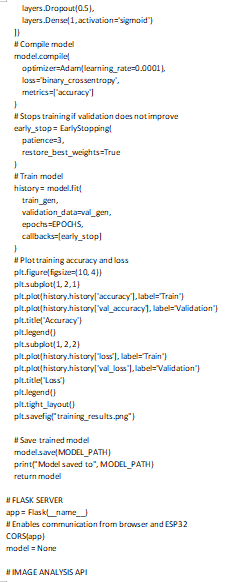 layers.Dropout(0.5),
layers.Dense(1, activation='sigmoid')
])
# Compile model
model.compile(
optimizer=Adam(learning_rate=0.0001),
loss='binary_crossentropy',
metrics=['accuracy']
)
# Stops training if validation does not improve
early_stop = EarlyStopping(
patience=3,
restore_best_weights=True
)
# Train model
history = model.fit(
train_gen,
validation_data=val_gen,
epochs=EPOCHS,
callbacks=[early_stop]
)
# Plot training accuracy and loss
plt.figure(figsize=(10, 4))
plt.subplot(1, 2, 1)
plt.plot(history.history['accuracy'], label='Train')
plt.plot(history.history['val_accuracy'], label='Validation')
plt.title('Accuracy')
plt.legend()
plt.subplot(1, 2, 2)
plt.plot(history.history['loss'], label='Train')
plt.plot(history.history['val_loss'], label='Validation')
plt.title('Loss')
plt.legend()
plt.tight_layout()
plt.savefig("training_results.png")
# Save trained model
model.save(MODEL_PATH)
print("Model saved to", MODEL_PATH)
return model
# FLASK SERVER
app = Flask(__name__)
# Enables communication from browser and ESP32
CORS(app)
model = None
# IMAGE ANALYSIS API